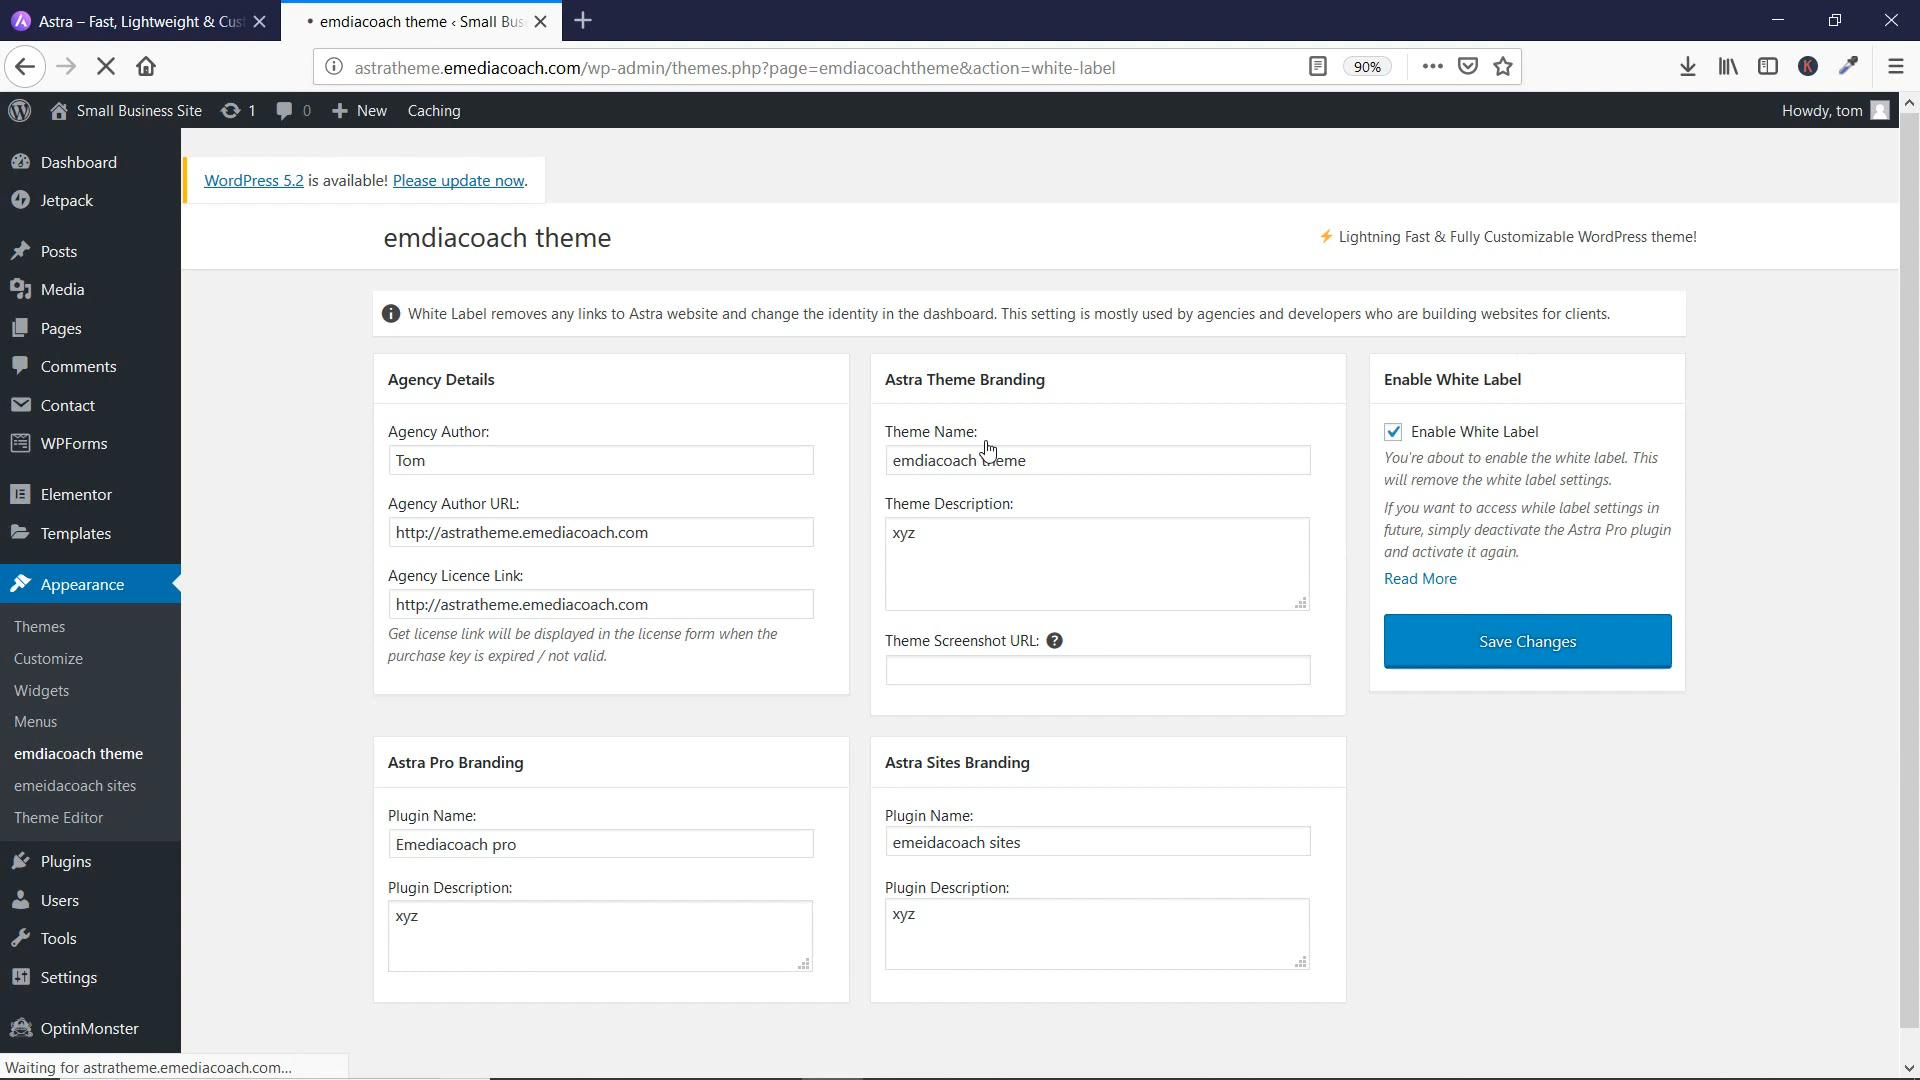 Astra – Fast, Lightweight & Cus
emdiacoach theme ‹ Small Bus
astratheme.emediacoach.com/wp-admin/themes.php?page=emdiacoachtheme&action=white-label
90%
Small Business Site
1
0
New
Caching
Howdy, tom
Dashboard
Jetpack
Posts
Media
Pages
Comments
Contact
WPForms
Elementor
Templates
Appearance
Themes
Customize
Widgets
Menus
emdiacoach theme
emeidacoach sites
Theme Editor
Plugins
Users
Tools
Settings
OptinMonster
WordPress 5.2 is available! Please update now.
emdiacoach theme
Lightning Fast & Fully Customizable WordPress theme!
White Label removes any links to Astra website and change the identity in the dashboard. This setting is mostly used by agencies and developers who are building websites for clients.
Agency Details
Agency Author:
Tom
Agency Author URL:
http://astratheme.emediacoach.com
Agency Licence Link:
http://astratheme.emediacoach.com
Get license link will be displayed in the license form when the
purchase key is expired / not valid.
Astra Theme Branding
Theme Name:
emdiacoach theme
Theme Description:
xyz
Theme Screenshot URL:
Enable White Label
Enable White Label
You're about to enable the white label. This
will remove the white label settings.
If you want to access while label settings in
future, simply deactivate the Astra Pro plugin
and activate it again.
Read More
Save Changes
Astra Pro Branding
Plugin Name:
Emediacoach pro
Plugin Description:
xyz
Astra Sites Branding
Plugin Name:
emeidacoach sites
Plugin Description:
xyz
Waiting for astratheme.emediacoach.com...